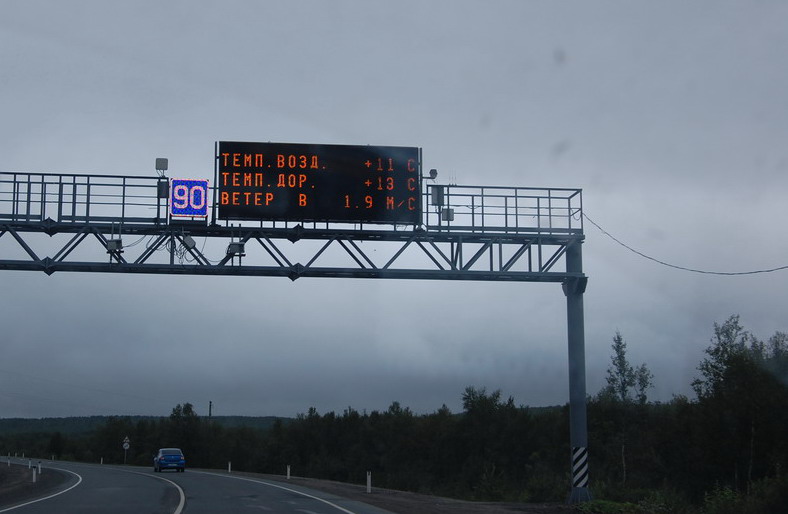 90
ТЕМП.ВОЗД. +11 С
ТЕМП.ДОР. +13 С
ВЕТЕР В 1.9 М/С